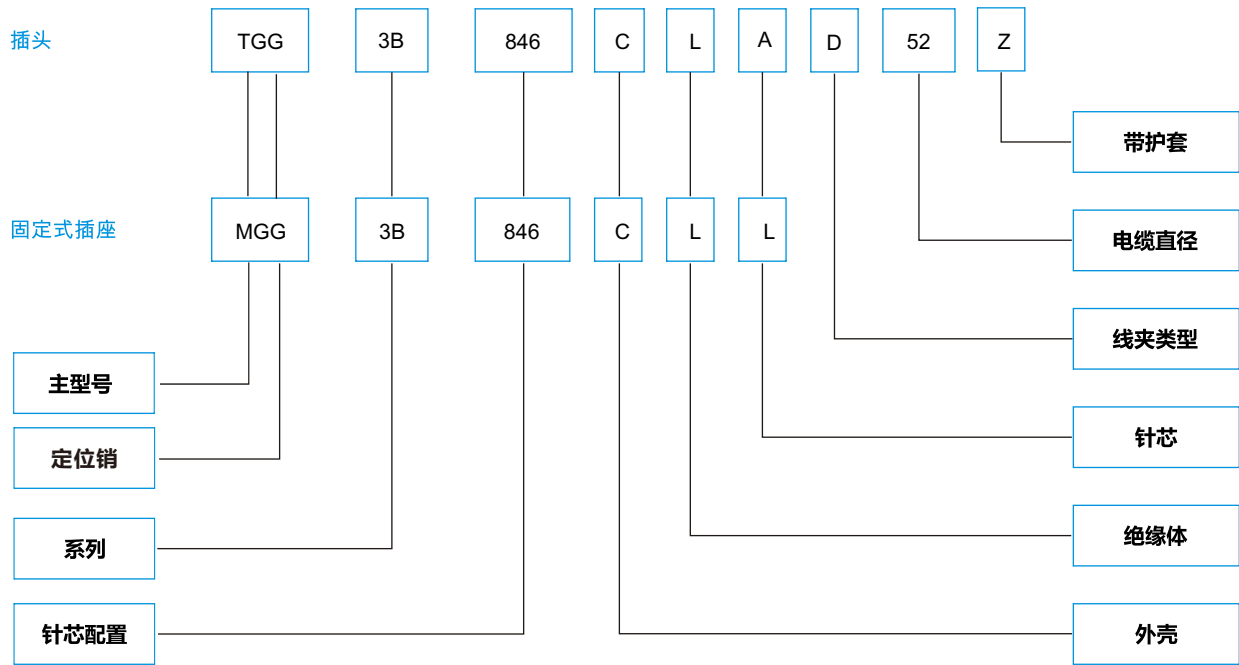 插头 TGG 3B 846 C L A D 52 Z
带护套
固定式插座 MGG 3B 846 C L L
电缆直径
线夹类型
主型号
针芯
定位销
绝缘体
系列
针芯配置
外壳